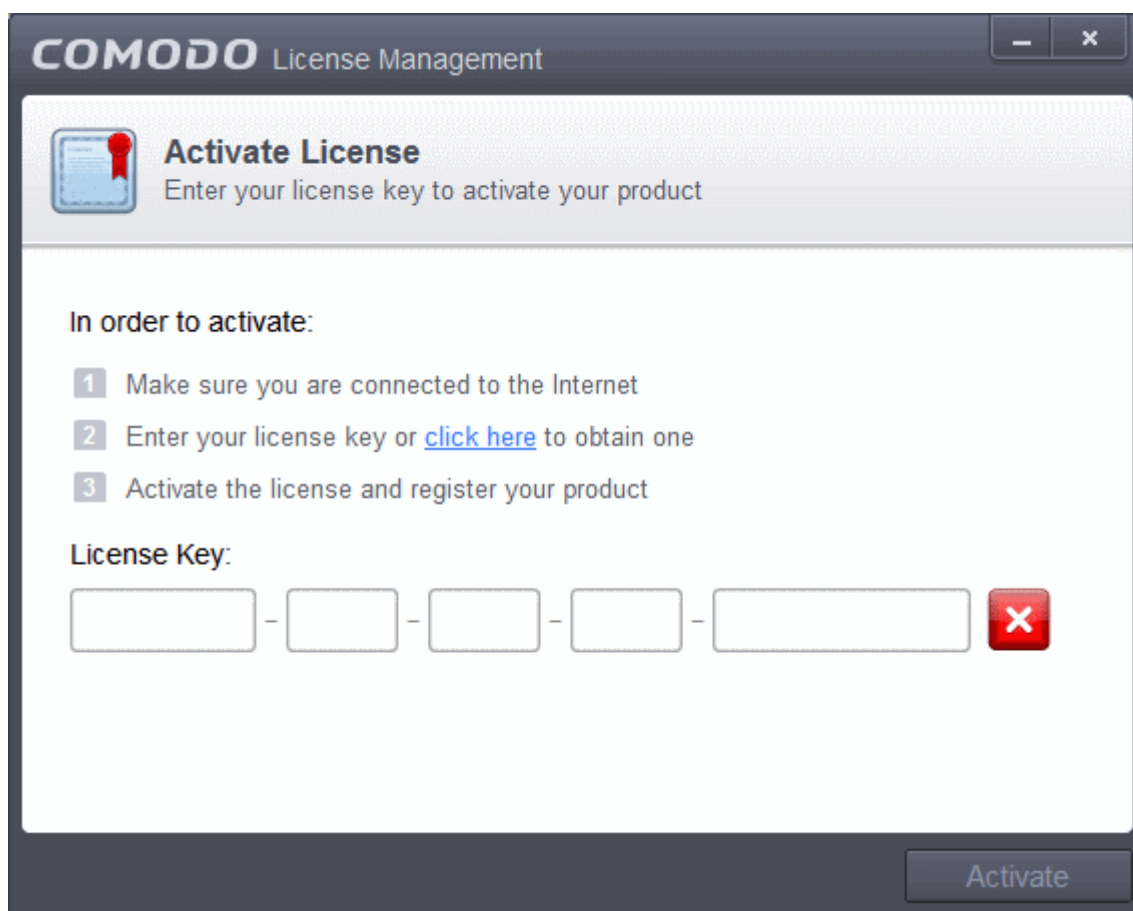 COMODO License Management
Activate License
Enter your license key to activate your product
In order to activate:
1 Make sure you are connected to the Internet
2 Enter your license key or click here to obtain one
3 Activate the license and register your product
License Key:
- - - -
Activate